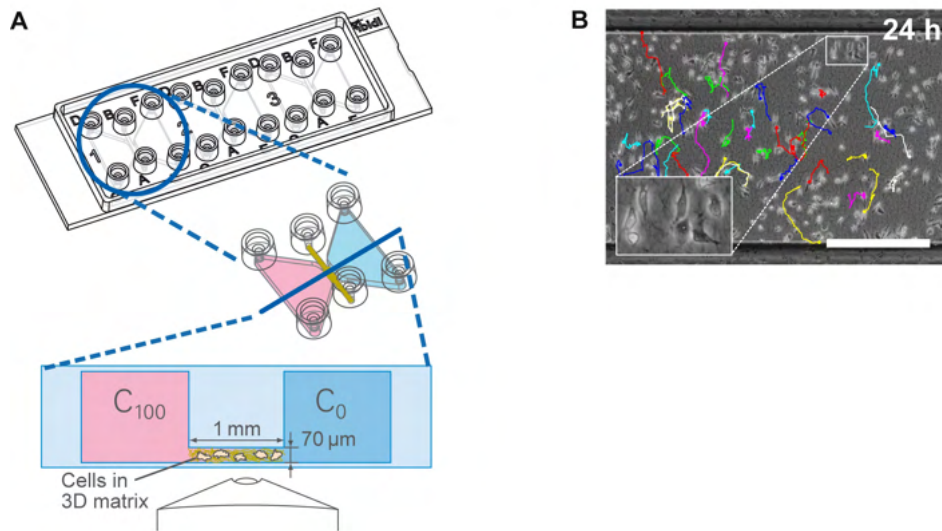 A
B
24 h
ibidi
D
B
F
D
B
F
D
B
F
1
2
3
A
A
A
C₁₀₀
C₀
1 mm
70 µm
Cells in
3D matrix